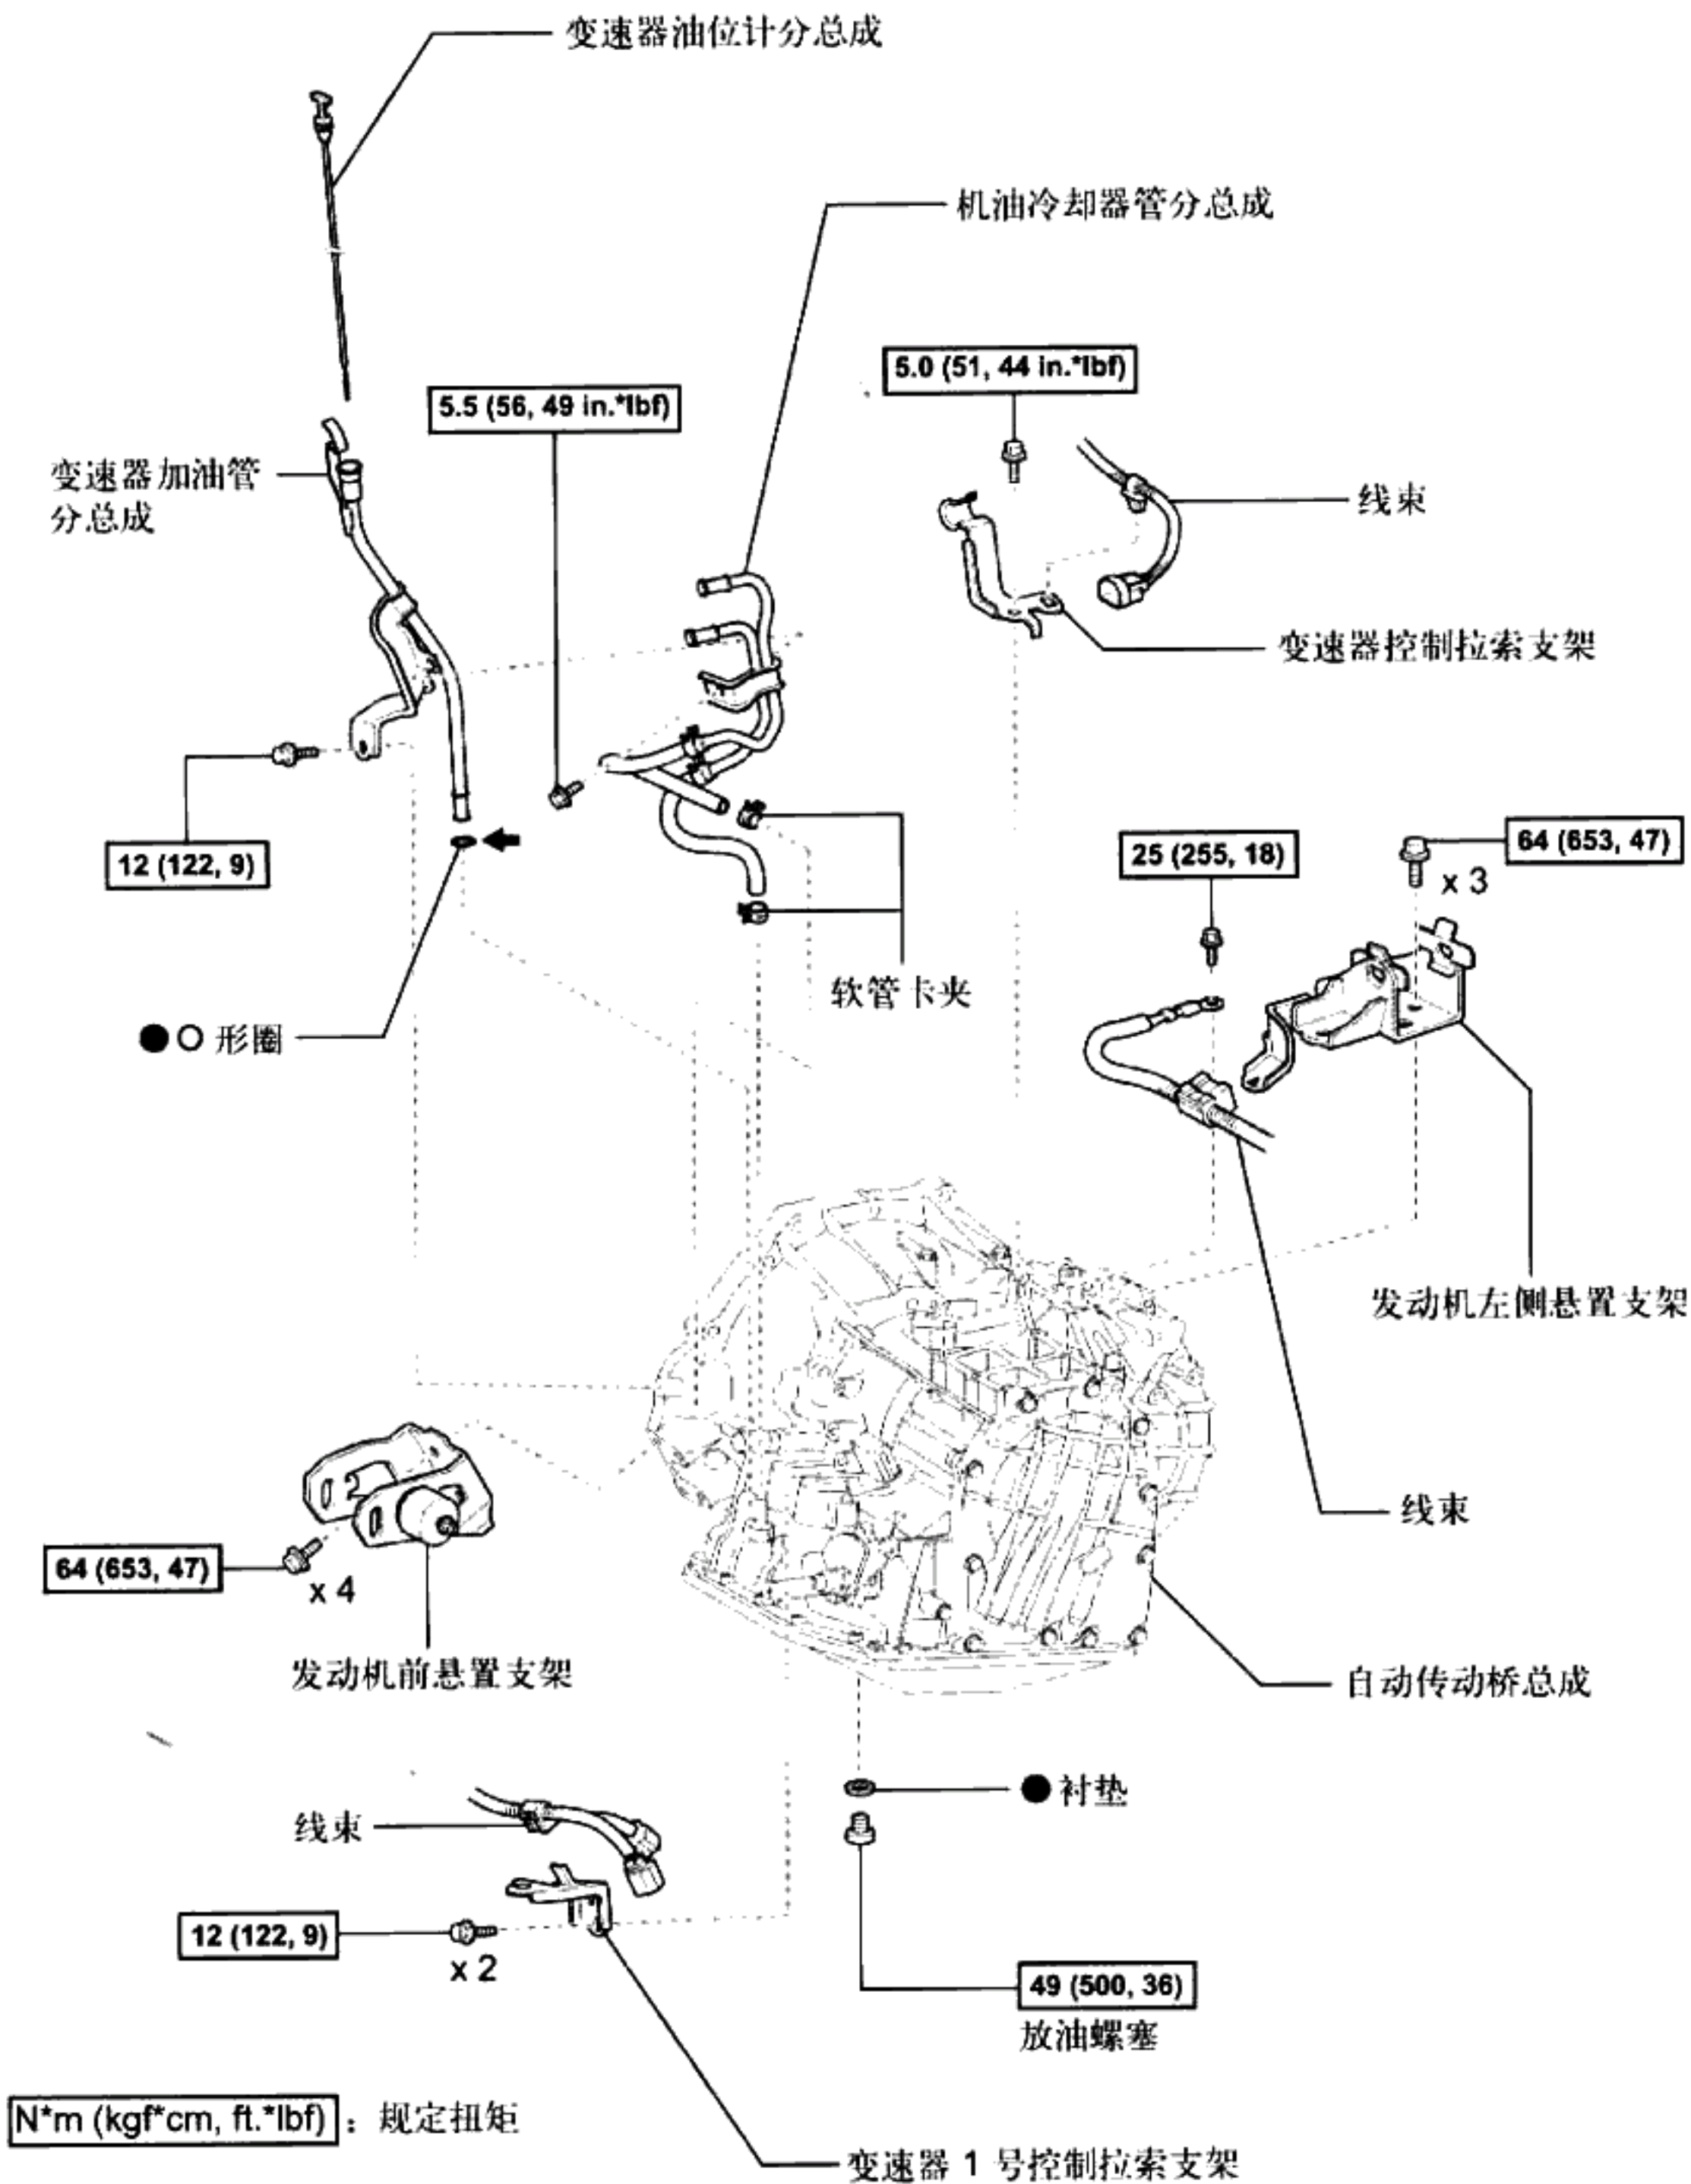 变速器油位计分总成
机油冷却器管分总成
5.0 (51, 44 in.*lbf)
5.5 (56, 49 in.*lbf)
变速器加油管
分总成
线束
变速器控制拉索支架
12 (122, 9)
25 (255, 18)
64 (653, 47)
x 3
软管卡夹
●○形圈
发动机左侧悬置支架
线束
64 (653, 47)
x 4
发动机前悬置支架
自动传动桥总成
●衬垫
线束
12 (122, 9)
x 2
49 (500, 36)
放油螺塞
N*m (kgf*cm, ft.*lbf) : 规定扭矩
变速器 1 号控制拉索支架